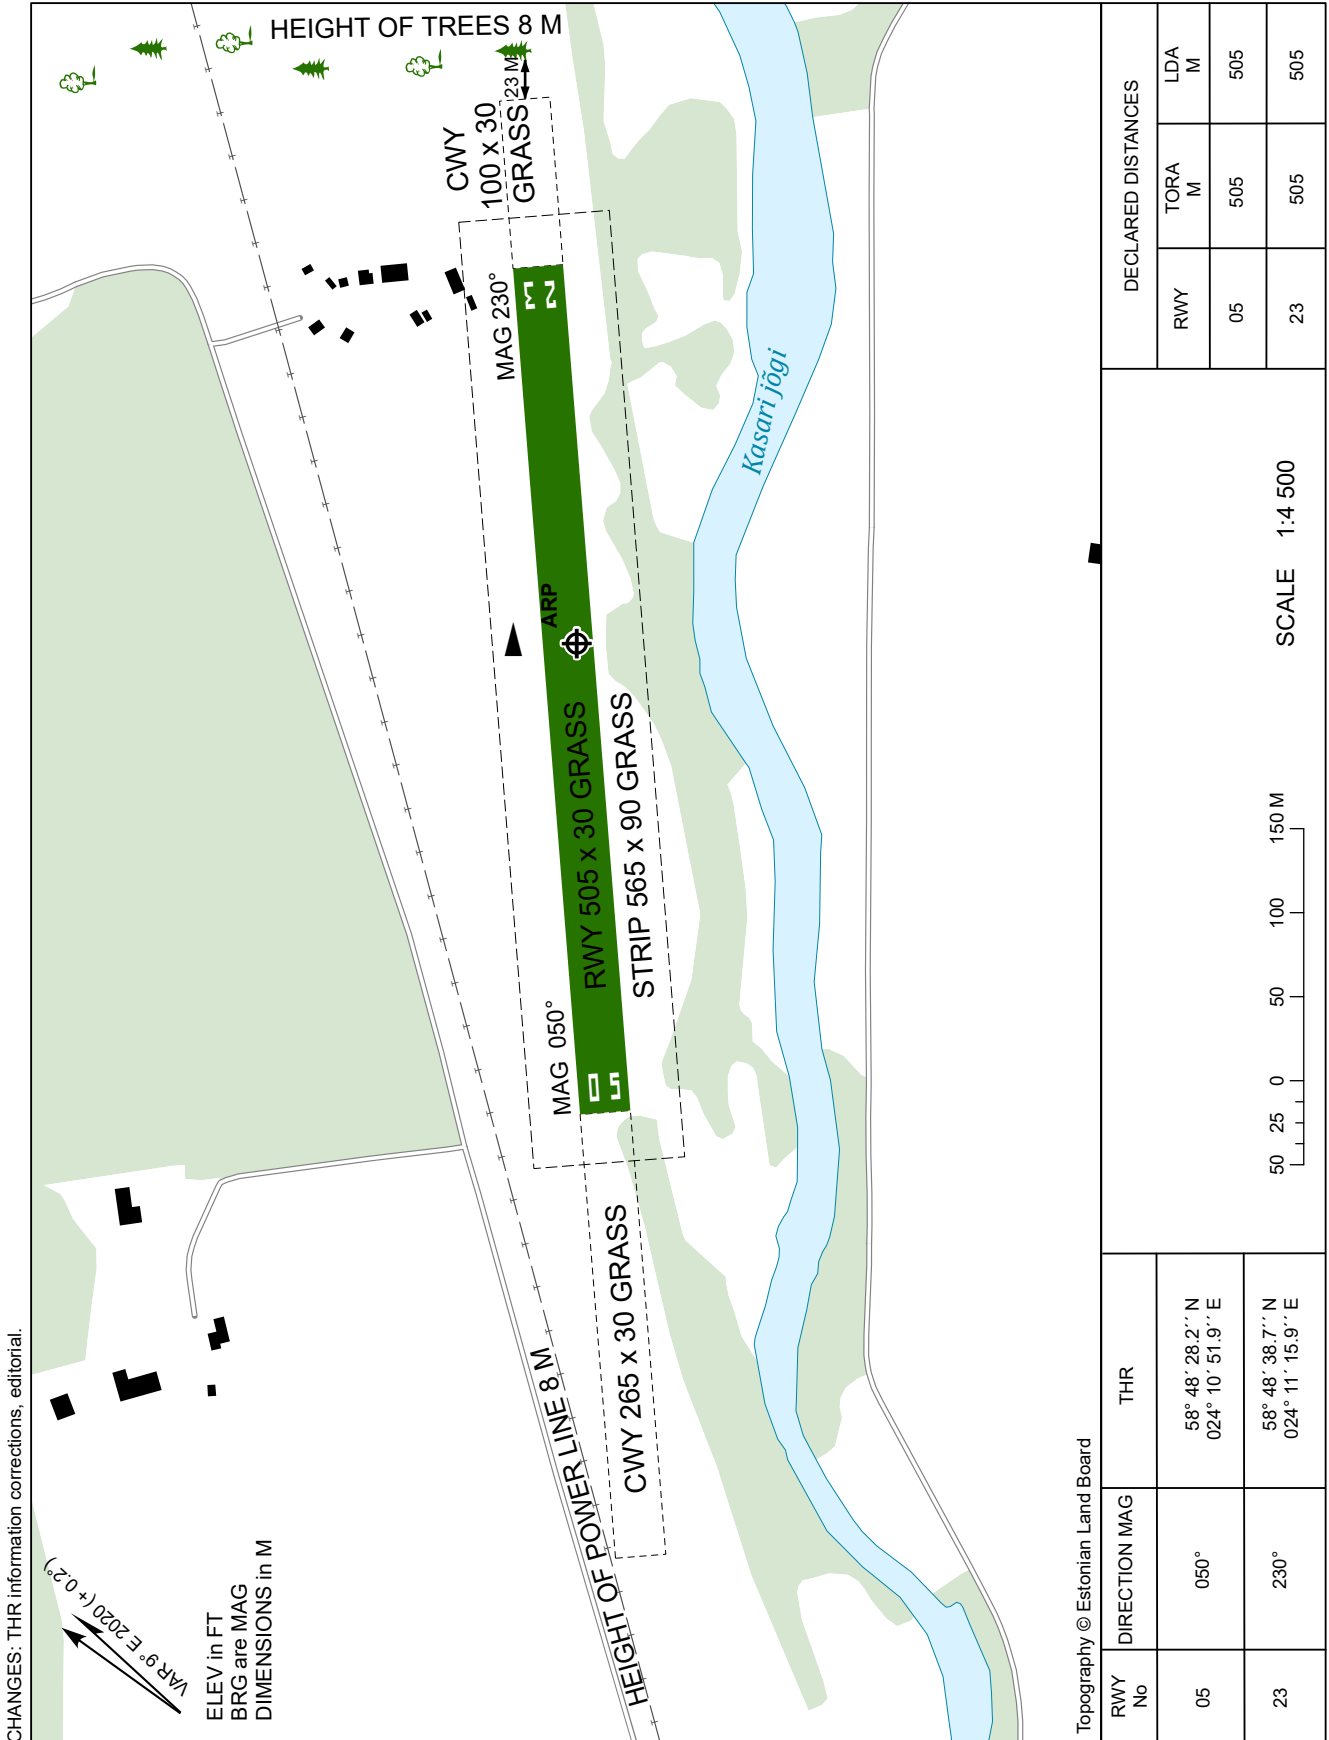 CHANGES: THR information corrections, editorial.
VAR 9° E 2020 (+ 0.2°)
ELEV in FT
BRG are MAG
DIMENSIONS in M
HEIGHT OF TREES 8 M
23 M
CWY
100 x 30
GRASS
MAG 230°
23
ARP
RWY 505 x 30 GRASS
STRIP 565 x 90 GRASS
MAG 050°
05
CWY 265 x 30 GRASS
HEIGHT OF POWER LINE 8 M
Kasari jõgi
Topography © Estonian Land Board
RWY No DIRECTION MAG THR
05 050° 58° 48´ 28.2´´ N
024° 10´ 51.9´´ E
23 230° 58° 48´ 38.7´´ N
024° 11´ 15.9´´ E
50 25 0 50 100 150 M
SCALE 1:4 500
DECLARED DISTANCES
RWY TORA M LDA M
05 505 505
23 505 505